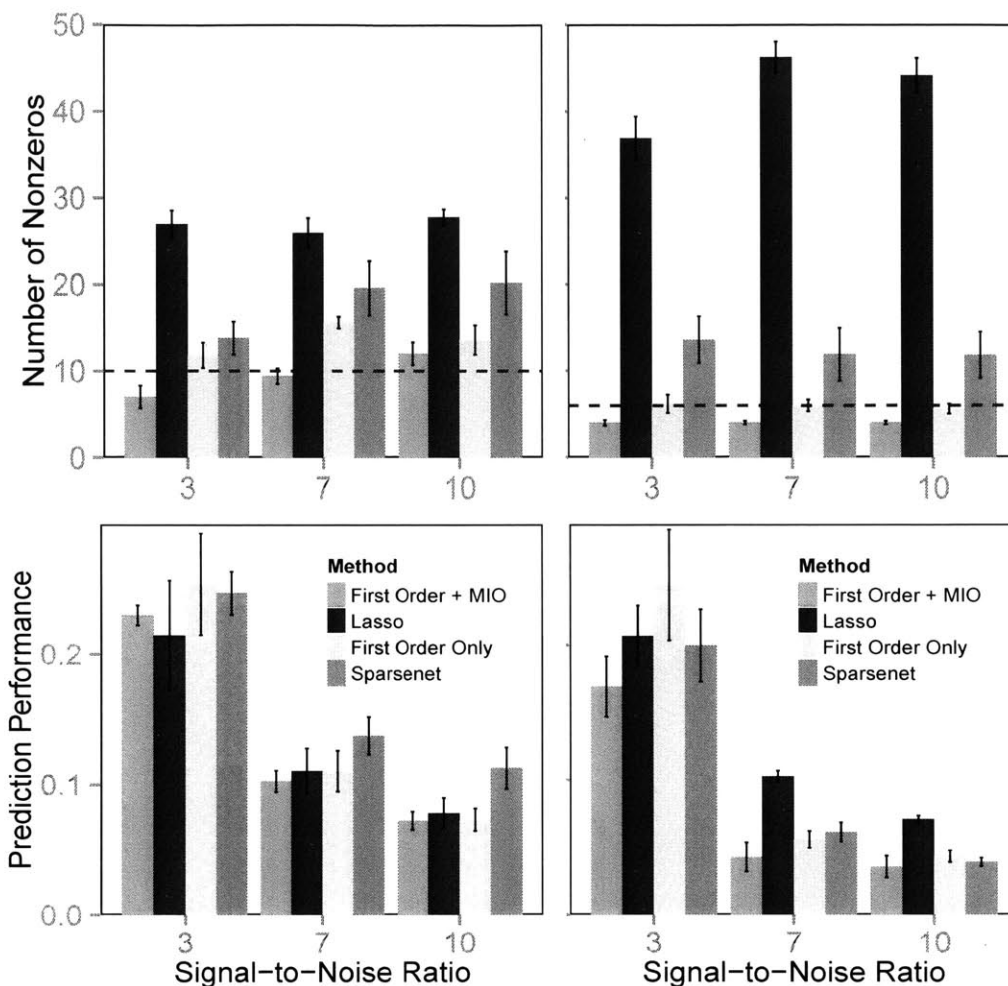 Number of Nonzeros
50
40
30
20
10
0
3 7 10
3 7 10
Prediction Performance
0.2
0.1
0.0
Method
First Order + MIO
Lasso
First Order Only
Sparsenet
Method
First Order + MIO
Lasso
First Order Only
Sparsenet
3 7 10
3 7 10
Signal−to−Noise Ratio
Signal−to−Noise Ratio